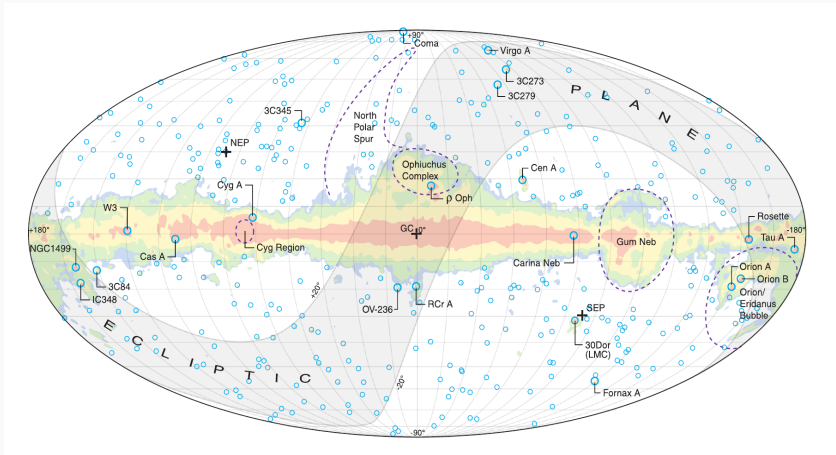 +90°
Coma
Virgo A
3C273
3C279
P L A N E
3C345
North
Polar
Spur
NEP
Ophiuchus
Complex
Cen A
Cyg A
ρ Oph
W3
Rosette
+180°
GC
+0°
Tau A
-180°
Gum Neb
NGC1499
Cyg Region
Cas A
Carina Neb
Orion A
Orion B
3C84
IC348
Orion/
Eridanus
Bubble
+20°
OV-236
RCr A
SEP
E C L I P T I C
30Dor
(LMC)
-20°
Fornax A
-90°